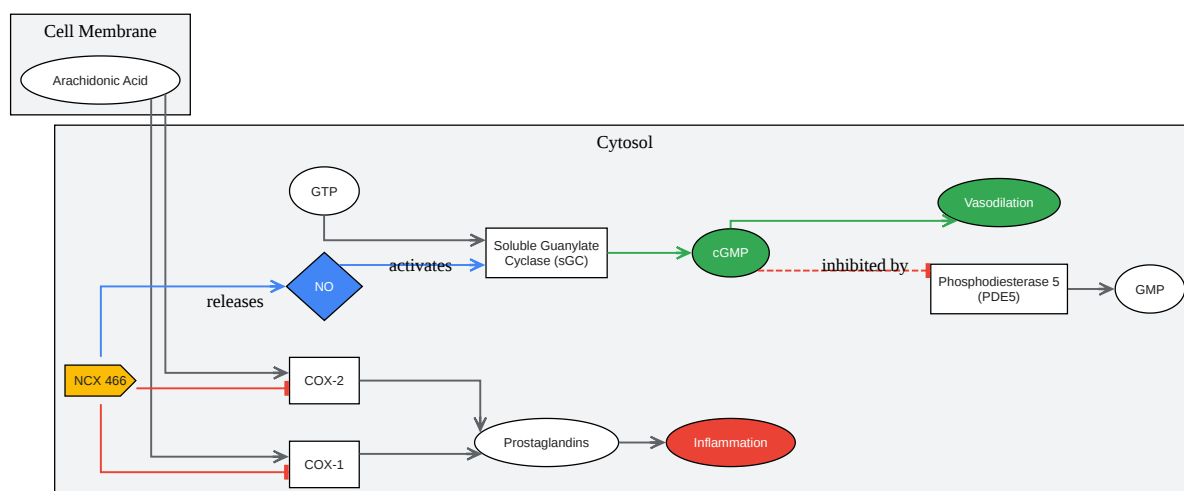 Cell Membrane
Arachidonic Acid
Cytosol
GTP
Vasodilation
Soluble Guanylate
Cyclase (sGC)
cGMP
activates
inhibited by
NO
releases
Phosphodiesterase 5
(PDE5)
GMP
NCX 466
COX-2
Prostaglandins
Inflammation
COX-1